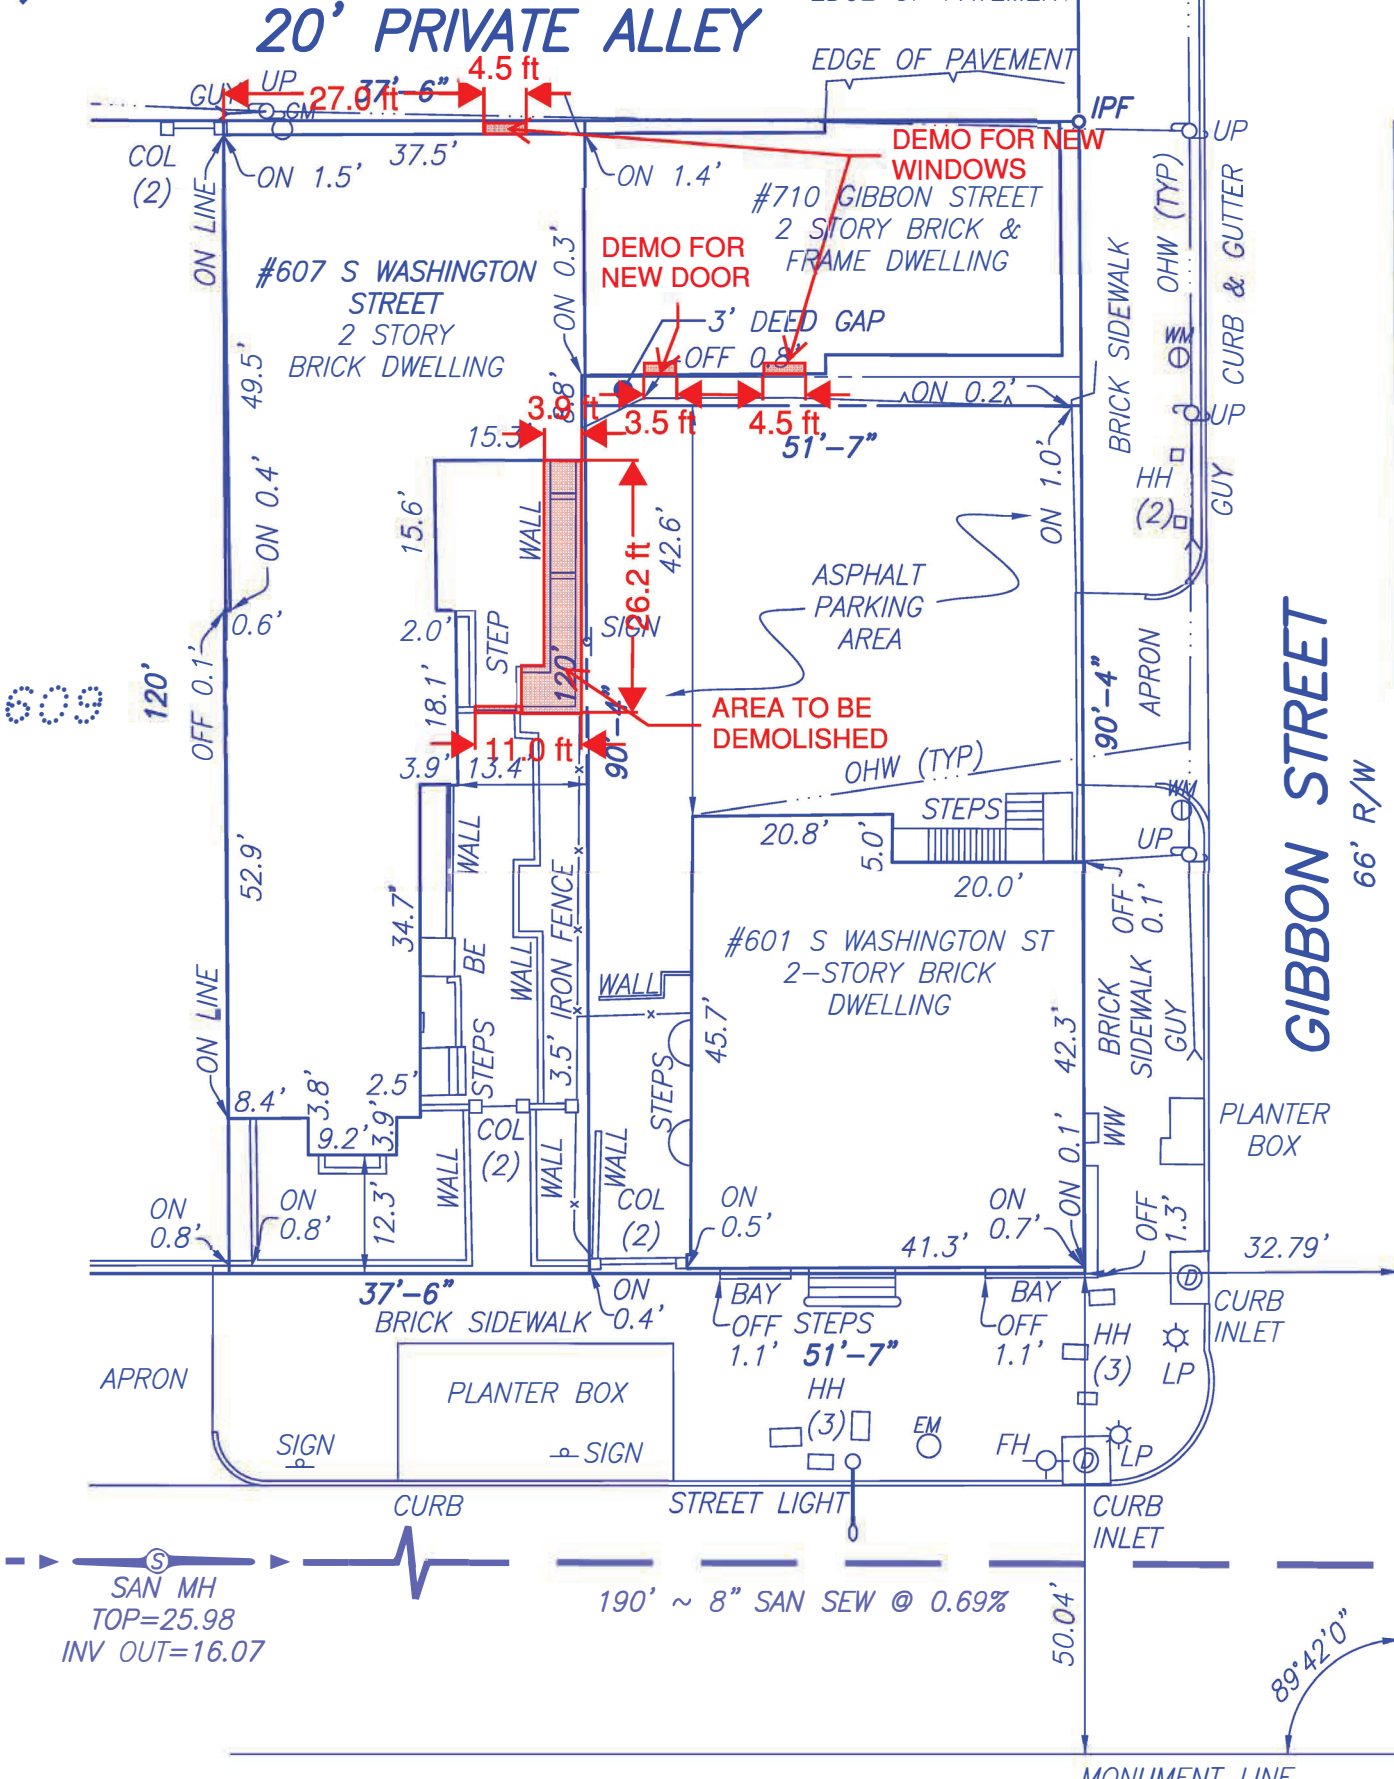 EDGE OF PAVEMENT
20' PRIVATE ALLEY
EDGE OF PAVEMENT
4.5 ft
GUY
UP
27.0 ft
37'-6"
GM
IPF
UP
COL
(2)
37.5'
ON 1.5'
ON 1.4'
DEMO FOR NEW
WINDOWS
ON LINE
#710 GIBBON STREET
2 STORY BRICK &
FRAME DWELLING
OHW (TYP)
CURB & GUTTER
BRICK SIDEWALK
#607 S WASHINGTON
STREET
2 STORY
BRICK DWELLING
ON 0.3'
DEMO FOR
NEW DOOR
3' DEED GAP
OFF 0.8'
WM
49.5'
8.8'
ON 0.2'
UP
3.9 ft
3.5 ft
4.5 ft
15.3'
51'-7"
ON 0.4'
15.6'
WALL
42.6'
26.2 ft
ON 1.0'
HH
(2)
GUY
ASPHALT
PARKING
AREA
0.6'
2.0'
STEP
SIGN
609
120'
OFF 0.1'
18.1'
120'
90'-4"
AREA TO BE
DEMOLISHED
90'-4"
APRON
GIBBON STREET
66' R/W
11.0 ft
3.9'
13.4'
OHW (TYP)
STEPS
WM
UP
WALL
20.8'
5.0'
20.0'
52.9'
34.7'
BE
WALL
IRON FENCE
OFF
0.1'
#601 S WASHINGTON ST
2-STORY BRICK
DWELLING
WALL
ON LINE
STEPS
3.5'
STEPS
45.7'
42.3'
BRICK
SIDEWALK
GUY
8.4'
3.8'
2.5'
9.2'
3.9'
COL
(2)
WW
PLANTER
BOX
WALL
WALL
WALL
12.3'
ON
0.8'
ON
0.8'
COL
(2)
ON
0.5'
ON
0.7'
ON 0.1'
OFF
1.3'
41.3'
32.79'
D
37'-6"
ON
0.4'
BRICK SIDEWALK
BAY
OFF
1.1'
STEPS
51'-7"
BAY
OFF
1.1'
CURB
INLET
HH
(3)
LP
APRON
PLANTER BOX
HH
(3)
EM
FH
D
LP
SIGN
SIGN
CURB
STREET LIGHT
CURB
INLET
S
SAN MH
TOP=25.98
INV OUT=16.07
190' ~ 8" SAN SEW @ 0.69%
50.04'
89°42'0"
MONUMENT LINE